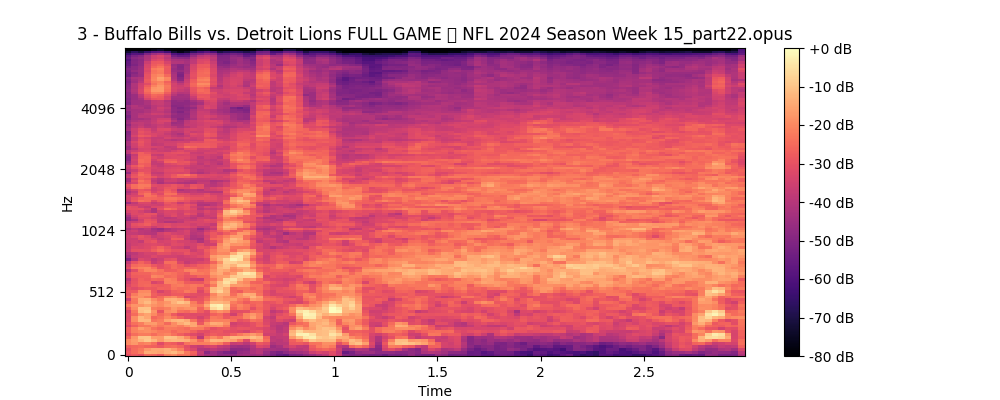 3 - Buffalo Bills vs. Detroit Lions FULL GAME ▯ NFL 2024 Season Week 15_part22.opus
+0 dB
4096
-10 dB
-20 dB
2048
-30 dB
Hz
-40 dB
1024
-50 dB
512
-60 dB
-70 dB
0
-80 dB
0 0.5 1 1.5 2 2.5
Time